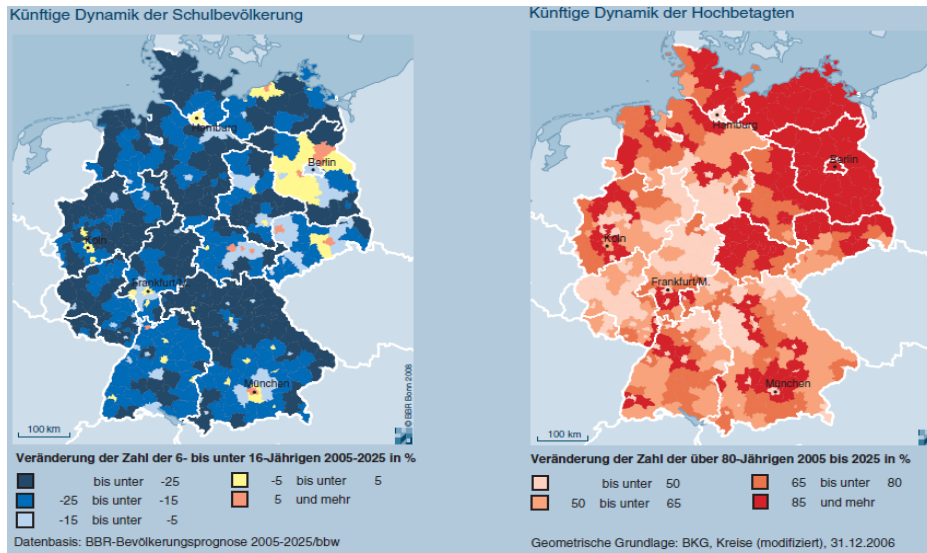 Künftige Dynamik der Schulbevölkerung
Hamburg
Berlin
Köln
Frankfurt/M.
München
100 km
© BBR Bonn 2008
Veränderung der Zahl der 6- bis unter 16-Jährigen 2005-2025 in %
bis unter -25
-25 bis unter -15
-15 bis unter -5
-5 bis unter 5
5 und mehr
Datenbasis: BBR-Bevölkerungsprognose 2005-2025/bbw
Künftige Dynamik der Hochbetagten
Hamburg
Berlin
Köln
Frankfurt/M.
München
100 km
Veränderung der Zahl der über 80-Jährigen 2005 bis 2025 in %
bis unter 50
50 bis unter 65
65 bis unter 80
85 und mehr
Geometrische Grundlage: BKG, Kreise (modifiziert), 31.12.2006